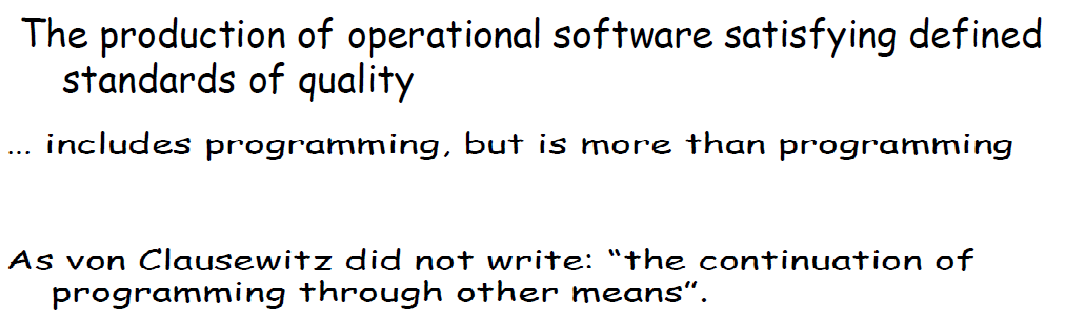 The production of operational software satisfying defined
standards of quality
... includes programming, but is more than programming
As von Clausewitz did not write: “the continuation of
programming through other means”.